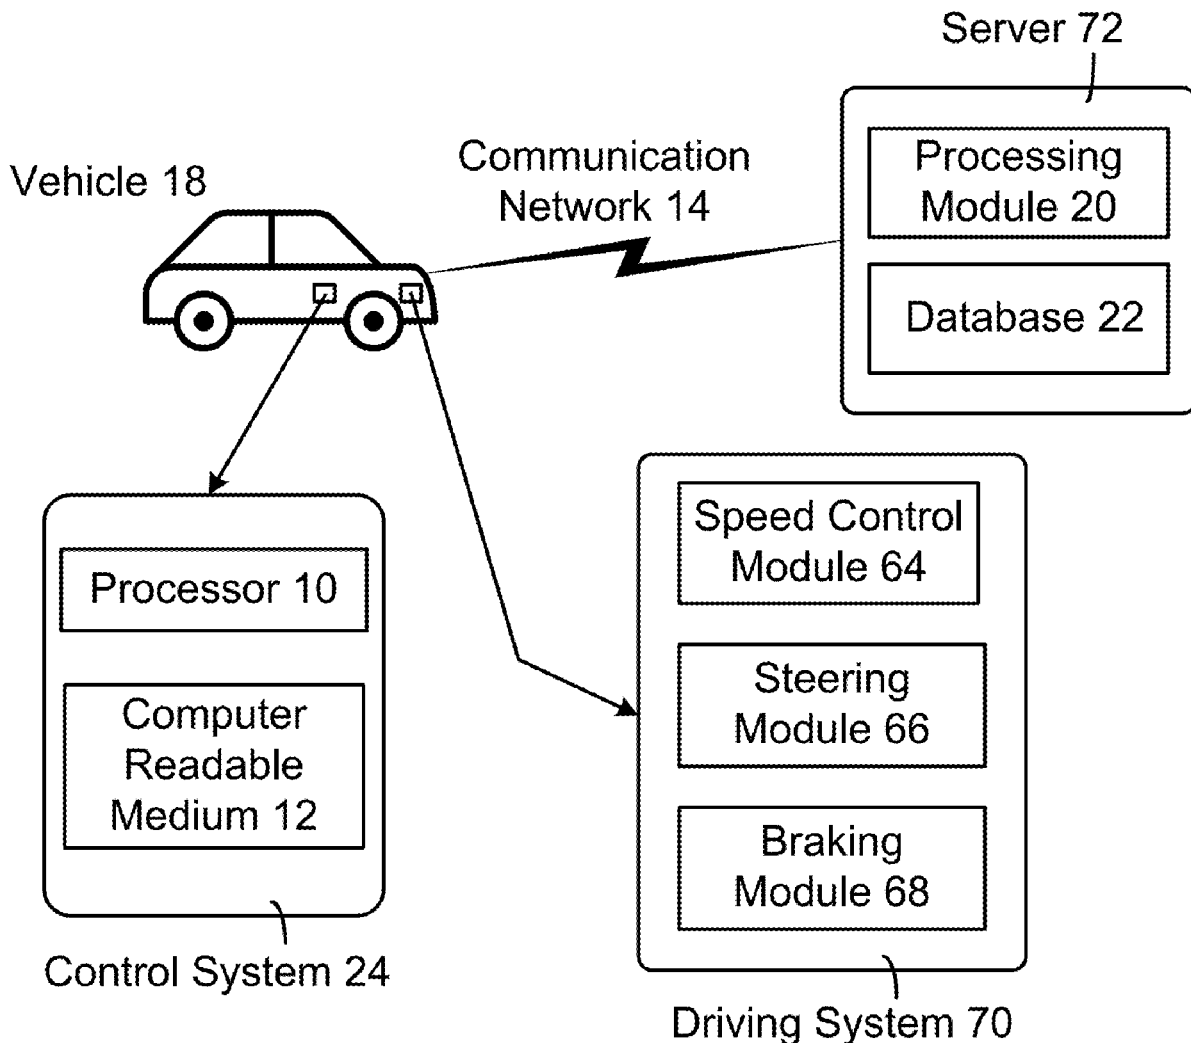 Server 72
Processing
Module 20
Database 22
Communication
Network 14
Vehicle 18
Processor 10
Computer
Readable
Medium 12
Control System 24
Speed Control
Module 64
Steering
Module 66
Braking
Module 68
Driving System 70